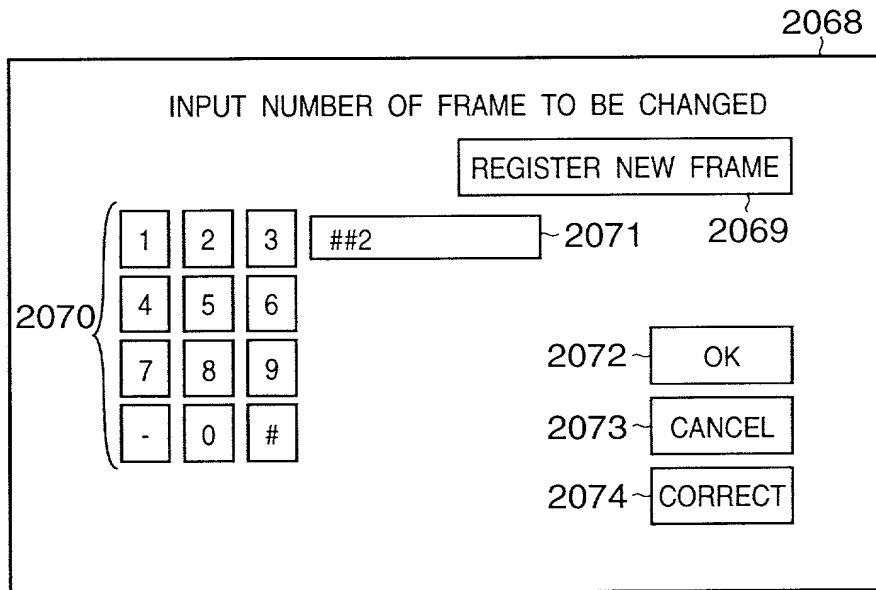 2068
INPUT NUMBER OF FRAME TO BE CHANGED
REGISTER NEW FRAME
2069
1 2 3 ##2 2071
4 5 6
2070
7 8 9
- 0 #
2072 OK
2073 CANCEL
2074 CORRECT